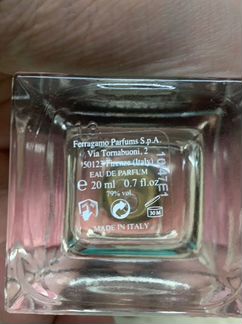 Ferragamo Parfums S.p.A.
Via Tornabuoni, 2
50123 Firenze (Italy)
EAU DE PARFUM
e 20 ml 0.7 fl.oz
79% vol.
30 M
MADE IN ITALY